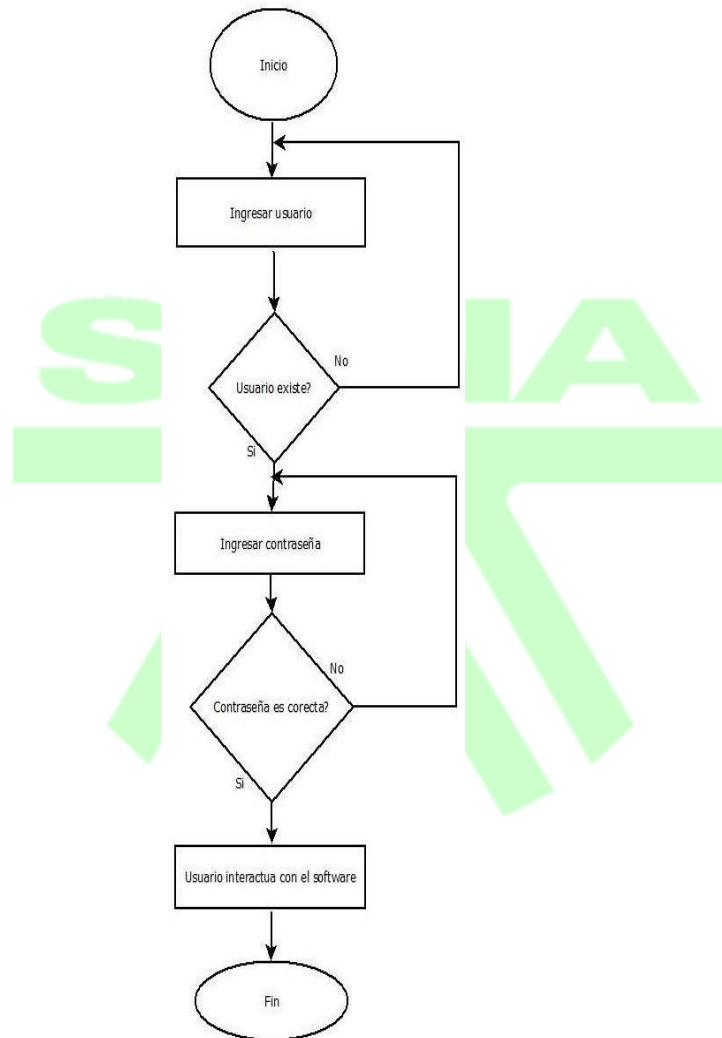 Inicio
Ingresar usuario
No
Usuario existe?
Si
Ingresar contraseña
No
Contraseña es corecta?
Si
Usuario interactua con el software
Fin